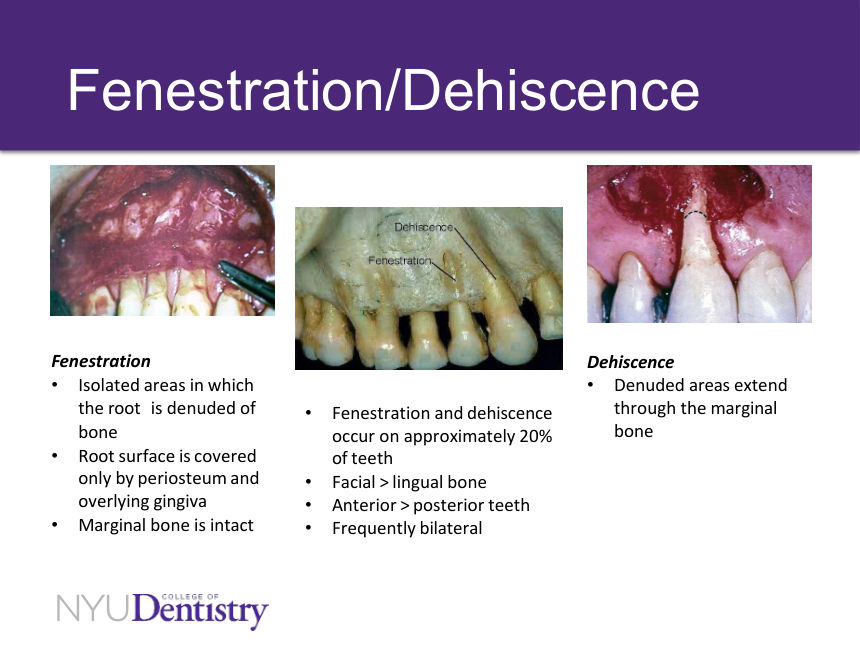 Fenestration/Dehiscence
Dehiscence
Fenestration
Fenestration
• Isolated areas in which
the root is denuded of
bone
• Root surface is covered
only by periosteum and
overlying gingiva
• Marginal bone is intact
• Fenestration and dehiscence
occur on approximately 20%
of teeth
• Facial > lingual bone
• Anterior > posterior teeth
• Frequently bilateral
Dehiscence
• Denuded areas extend
through the marginal
bone
COLLEGE OF
NYU Dentistry